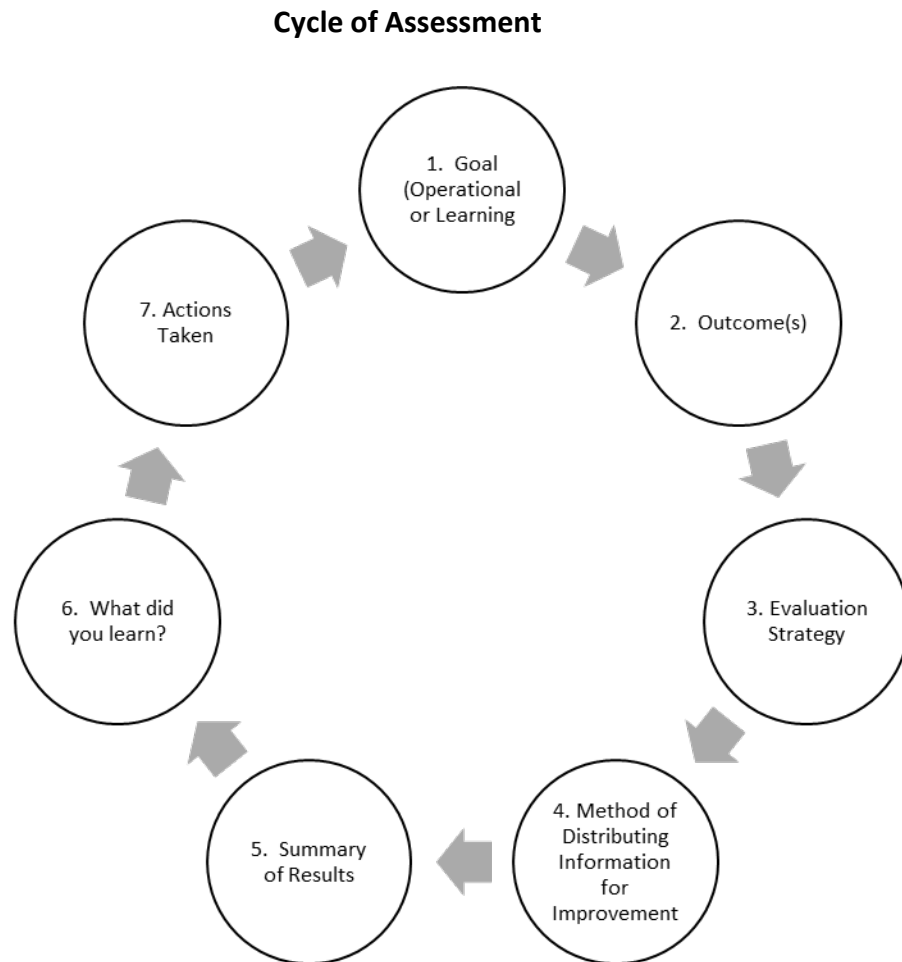 Cycle of Assessment
1. Goal
(Operational
or Learning
2. Outcome(s)
3. Evaluation
Strategy
4. Method of
Distributing
Information
for
Improvement
5. Summary
of Results
6. What did
you learn?
7. Actions
Taken